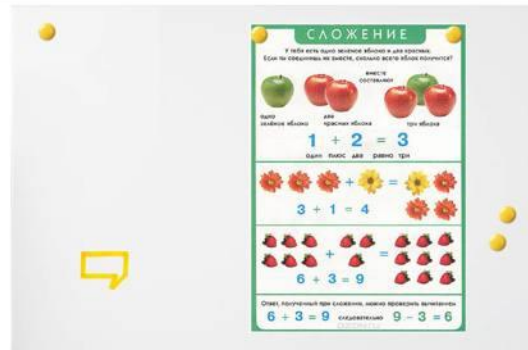 СЛОЖЕНИЕ
У тебя есть одно зеленое яблоко и два красных.
Если ты соединишь их вместе, сколько всего яблок получится?
вместе
составляют
одно
зелёное яблоко
два
красных яблока
три яблока
1 + 2 = 3
один плюс два равно три
+ =
3 + 1 = 4
+ =
6 + 3 = 9
Ответ, полученный при сложении, можно проверить вычитанием
6 + 3 = 9 следовательно 9 - 3 = 6